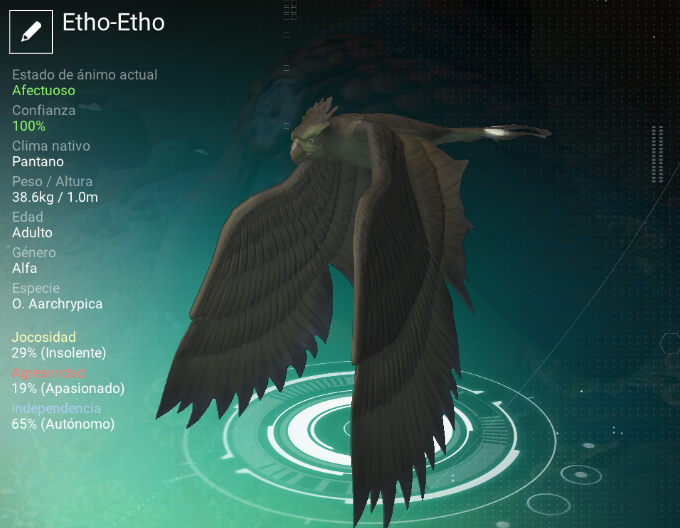 Etho-Etho
Estado de ánimo actual
Afectuoso
Confianza
100%
Clima nativo
Pantano
Peso / Altura
38.6kg / 1.0m
Edad
Adulto
Género
Alfa
Especie
O. Aarchrypica
Jocosidad
29% (Insolente)
Agresividad
19% (Apasionado)
Independencia
65% (Autónomo)